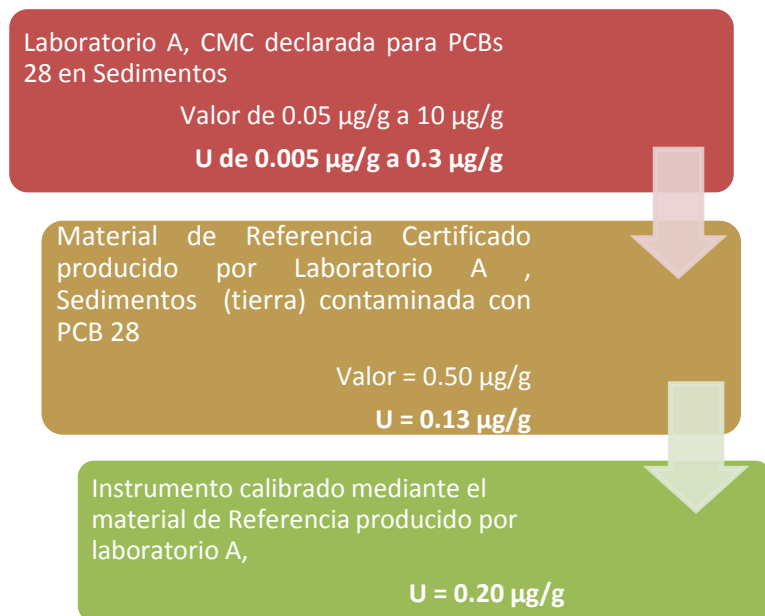 Laboratorio A, CMC declarada para PCBs
28 en Sedimentos
Valor de 0.05 µg/g a 10 µg/g
U de 0.005 µg/g a 0.3 µg/g
Material de Referencia Certificado
producido por Laboratorio A ,
Sedimentos (tierra) contaminada con
PCB 28
Valor = 0.50 µg/g
U = 0.13 µg/g
Instrumento calibrado mediante el
material de Referencia producido por
laboratorio A,
U = 0.20 µg/g